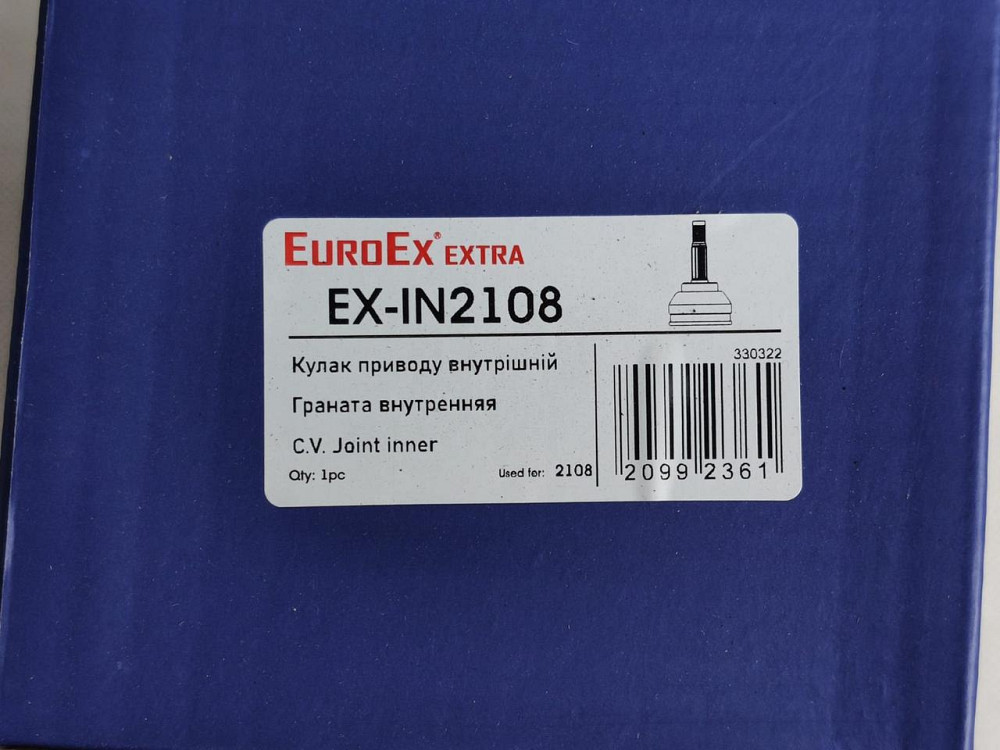 EUROEX® EXTRA
EX-IN2108
Кулак приводу внутрішній
Граната внутренняя
C.V. Joint inner
Qty: 1pc
Used for: 2108
330322
2099 2361